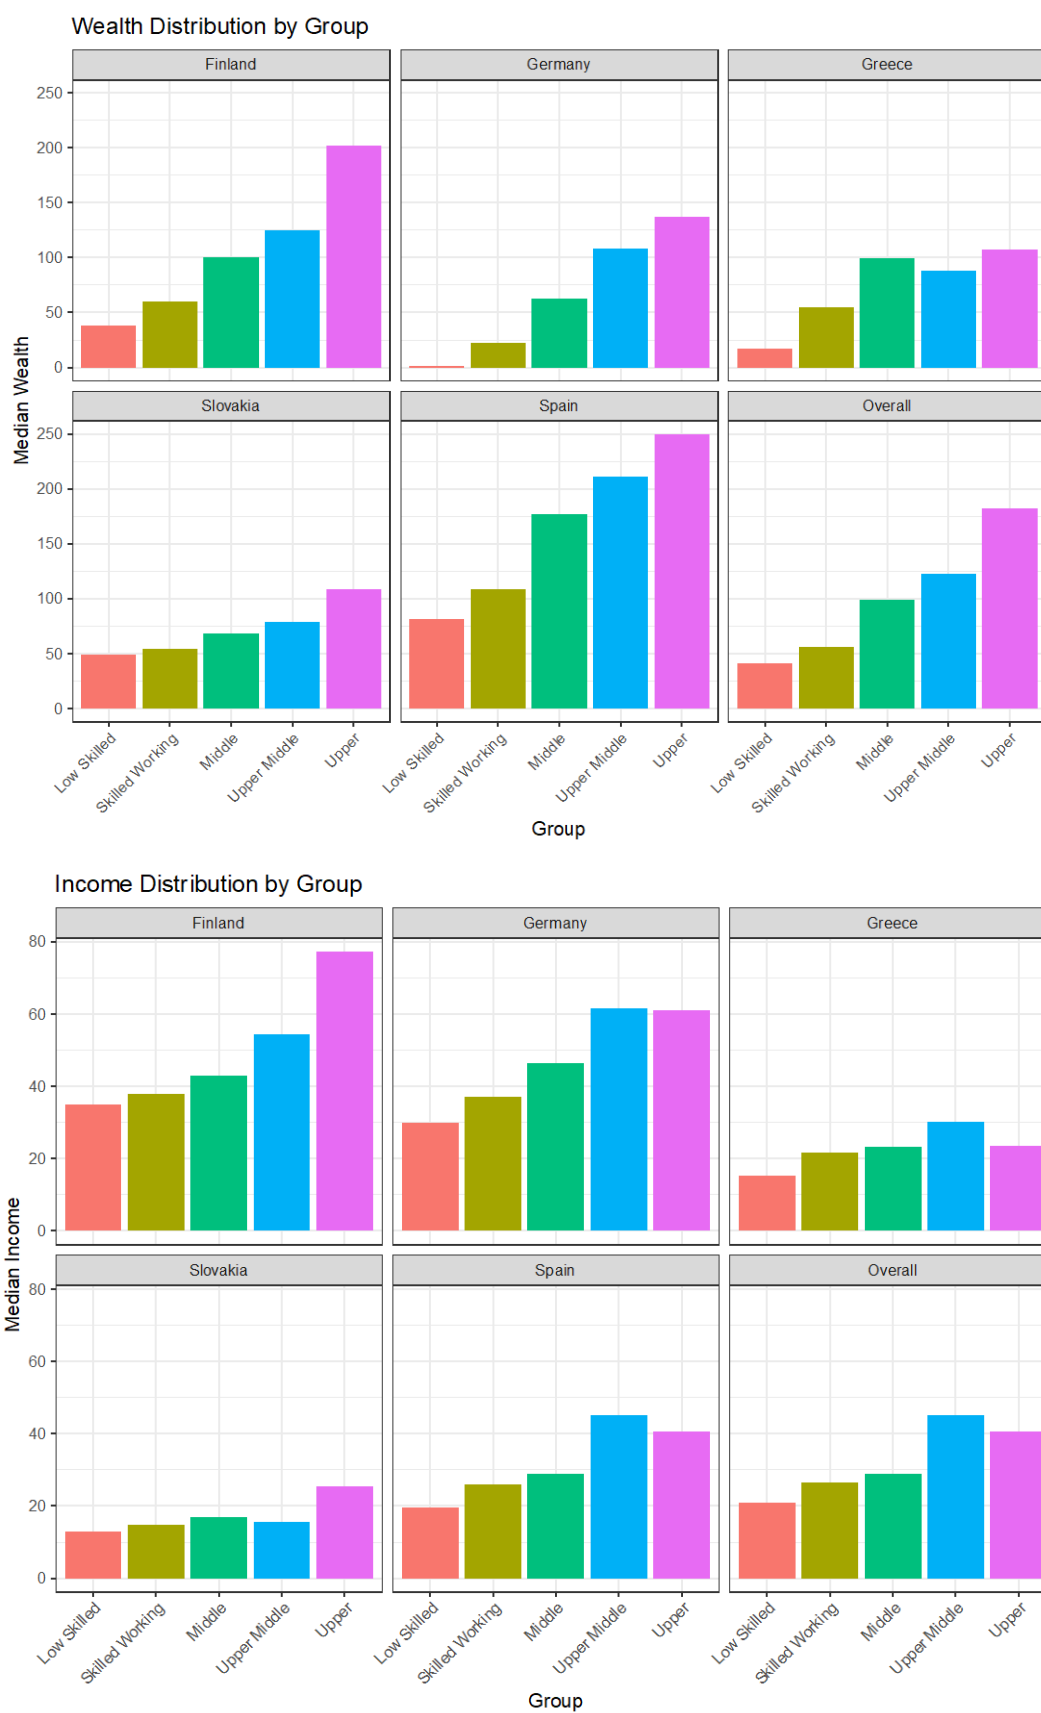 Wealth Distribution by Group
Finland
Germany
Greece
250
200
150
100
50
0
Slovakia
Spain
Overall
250
200
150
100
50
0
Median Wealth
Low Skilled
Skilled Working
Middle
Upper Middle
Upper
Low Skilled
Skilled Working
Middle
Upper Middle
Upper
Low Skilled
Skilled Working
Middle
Upper Middle
Upper
Group
Income Distribution by Group
Finland
Germany
Greece
80
60
40
20
0
Slovakia
Spain
Overall
80
60
40
20
0
Median Income
Low Skilled
Skilled Working
Middle
Upper Middle
Upper
Low Skilled
Skilled Working
Middle
Upper Middle
Upper
Low Skilled
Skilled Working
Middle
Upper Middle
Upper
Group